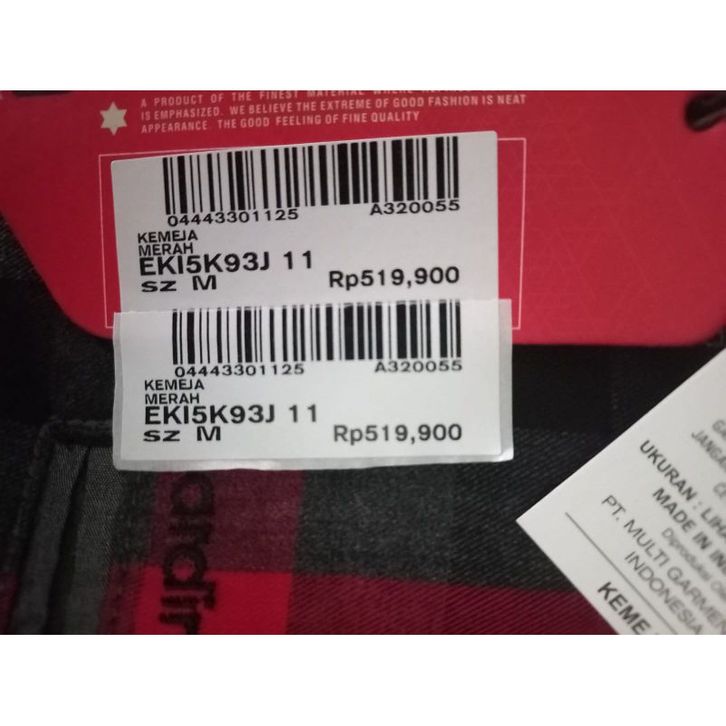 A PRODUCT OF THE FINEST MATERIAL WHERE
IS EMPHASIZED. WE BELIEVE THE EXTREME OF GOOD FASHION IS NEAT
APPEARANCE. THE GOOD FEELING OF FINE QUALITY
04443301125 A320055
KEMEJA
MERAH
EKI5K93J 11
SZ M Rp519,900
04443301125 A320055
KEMEJA
MERAH
EKI5K93J 11
SZ M Rp519,900
UKURAN :
MADE IN
PT. MULTI
INDONESIA